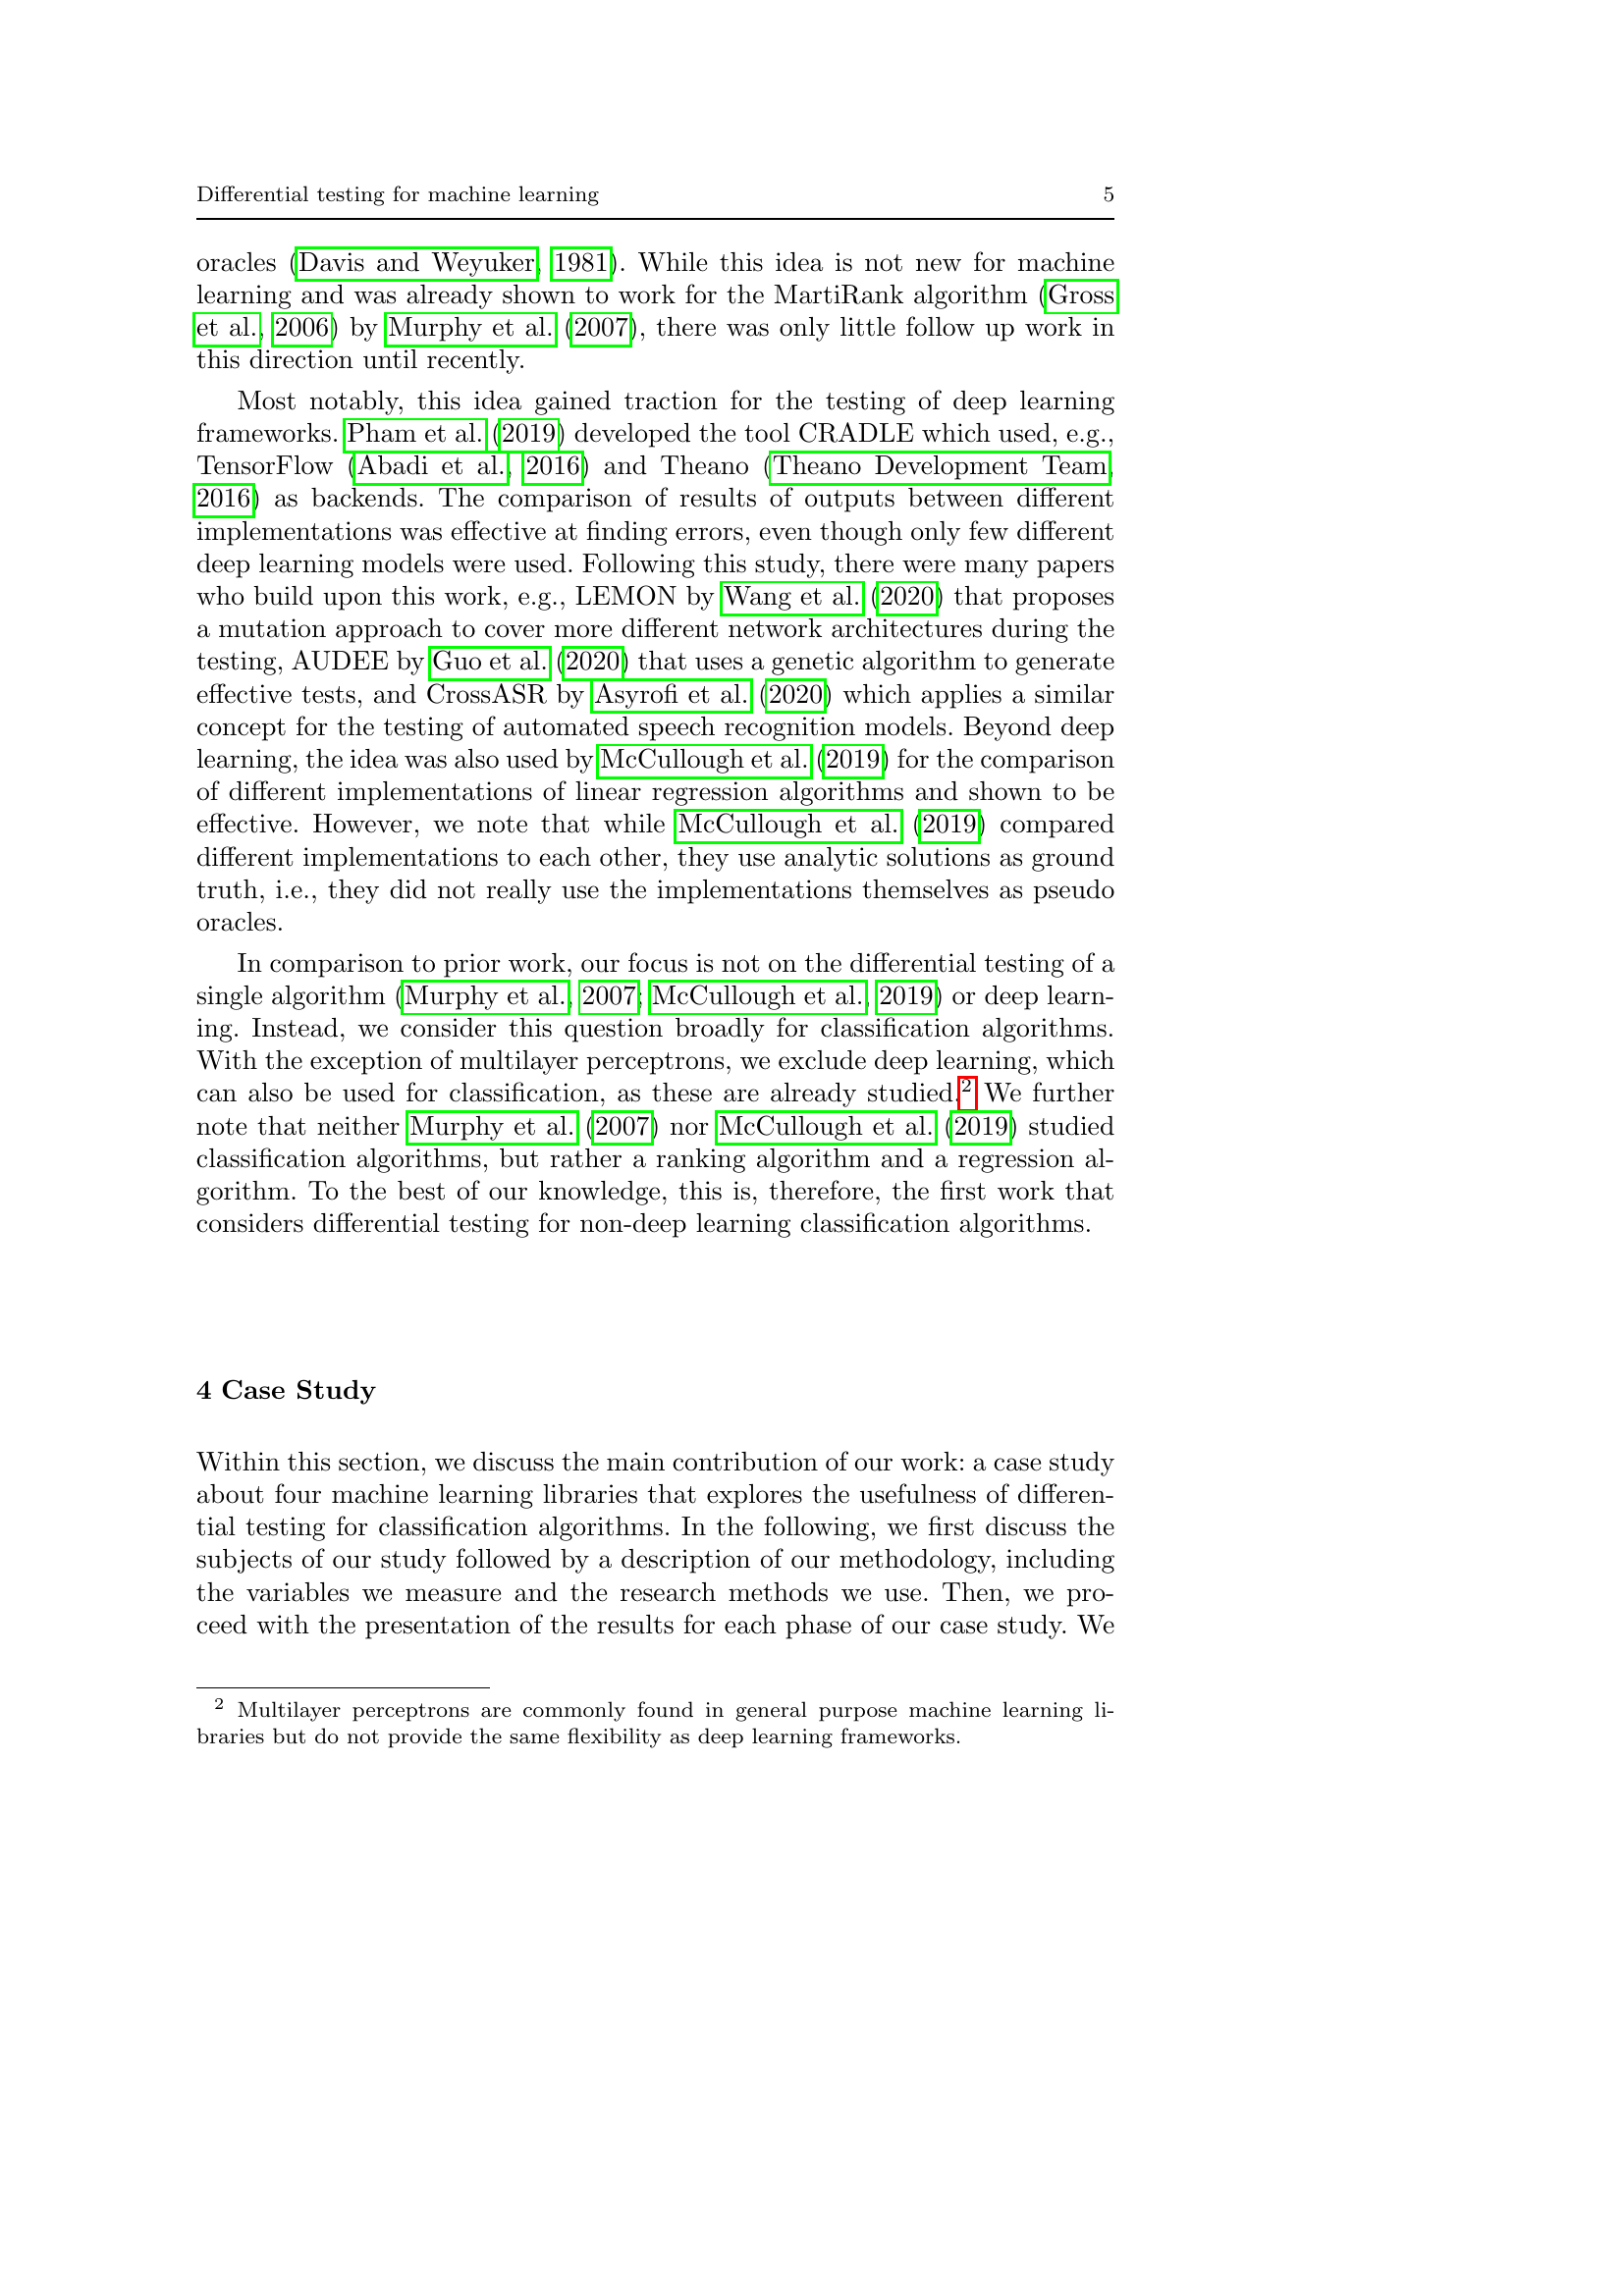 Differential testing for machine learning 5
oracles (Davis and Weyuker, 1981). While this idea is not new for machine
learning and was already shown to work for the MartiRank algorithm (Gross
et al., 2006) by Murphy et al. (2007), there was only little follow up work in
this direction until recently.
Most notably, this idea gained traction for the testing of deep learning
frameworks. Pham et al. (2019) developed the tool CRADLE which used, e.g.,
TensorFlow (Abadi et al., 2016) and Theano (Theano Development Team,
2016) as backends. The comparison of results of outputs between different
implementations was effective at finding errors, even though only few different
deep learning models were used. Following this study, there were many papers
who build upon this work, e.g., LEMON by Wang et al. (2020) that proposes
a mutation approach to cover more different network architectures during the
testing, AUDEE by Guo et al. (2020) that uses a genetic algorithm to generate
effective tests, and CrossASR by Asyrofi et al. (2020) which applies a similar
concept for the testing of automated speech recognition models. Beyond deep
learning, the idea was also used by McCullough et al. (2019) for the comparison
of different implementations of linear regression algorithms and shown to be
effective. However, we note that while McCullough et al. (2019) compared
different implementations to each other, they use analytic solutions as ground
truth, i.e., they did not really use the implementations themselves as pseudo
oracles.
In comparison to prior work, our focus is not on the differential testing of a
single algorithm (Murphy et al., 2007; McCullough et al., 2019) or deep learn-
ing. Instead, we consider this question broadly for classification algorithms.
With the exception of multilayer perceptrons, we exclude deep learning, which
can also be used for classification, as these are already studied.2 We further
note that neither Murphy et al. (2007) nor McCullough et al. (2019) studied
classification algorithms, but rather a ranking algorithm and a regression al-
gorithm. To the best of our knowledge, this is, therefore, the first work that
considers differential testing for non-deep learning classification algorithms.
4 Case Study
Within this section, we discuss the main contribution of our work: a case study
about four machine learning libraries that explores the usefulness of differen-
tial testing for classification algorithms. In the following, we first discuss the
subjects of our study followed by a description of our methodology, including
the variables we measure and the research methods we use. Then, we pro-
ceed with the presentation of the results for each phase of our case study. We
2 Multilayer perceptrons are commonly found in general purpose machine learning li-
braries but do not provide the same flexibility as deep learning frameworks.